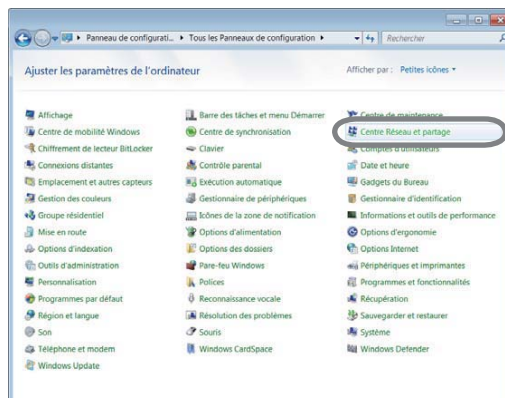 Panneau de configurati... ▸ Tous les Panneaux de configuration ▸
Rechercher
Ajuster les paramètres de l'ordinateur
Afficher par : Petites icônes
Affichage
Centre de mobilité Windows
Chiffrement de lecteur BitLocker
Connexions distantes
Emplacement et autres capteurs
Gestion des couleurs
Groupe résidentiel
Mise en route
Options d'indexation
Outils d'administration
Personnalisation
Programmes par défaut
Région et langue
Son
Téléphone et modem
Windows Update
Barre des tâches et menu Démarrer
Centre de synchronisation
Clavier
Contrôle parental
Exécution automatique
Gestionnaire de périphériques
Icônes de la zone de notification
Options d'alimentation
Options des dossiers
Pare-feu Windows
Polices
Reconnaissance vocale
Résolution des problèmes
Souris
Windows CardSpace
Centre de maintenance
Centre Réseau et partage
Comptes d'utilisateurs
Date et heure
Gadgets du Bureau
Gestionnaire d'identification
Informations et outils de performance
Options d'ergonomie
Options Internet
Périphériques et imprimantes
Programmes et fonctionnalités
Récupération
Sauvegarder et restaurer
Système
Windows Defender